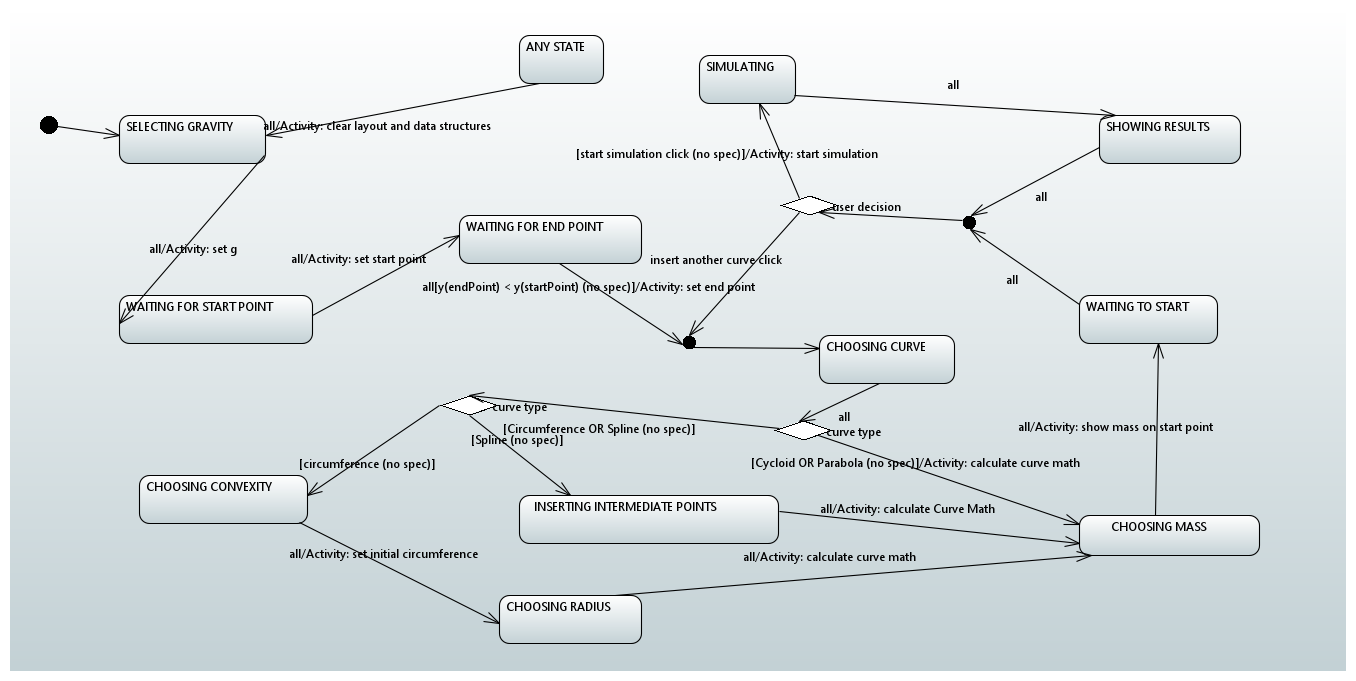 ANY STATE
SIMULATING
all
SELECTING GRAVITY
all/Activity: clear layout and data structures
SHOWING RESULTS
[start simulation click (no spec)]/Activity: start simulation
all
user decision
WAITING FOR END POINT
all/Activity: set g
all/Activity: set start point
insert another curve click
all
all[y(endPoint) < y(startPoint) (no spec)]/Activity: set end point
WAITING FOR START POINT
WAITING TO START
CHOOSING CURVE
curve type
all
[Circumference OR Spline (no spec)]
curve type
all/Activity: show mass on start point
[Spline (no spec)]
[circumference (no spec)]
[Cycloid OR Parabola (no spec)]/Activity: calculate curve math
CHOOSING CONVEXITY
INSERTING INTERMEDIATE POINTS
all/Activity: calculate Curve Math
CHOOSING MASS
all/Activity: set initial circumference
all/Activity: calculate curve math
CHOOSING RADIUS